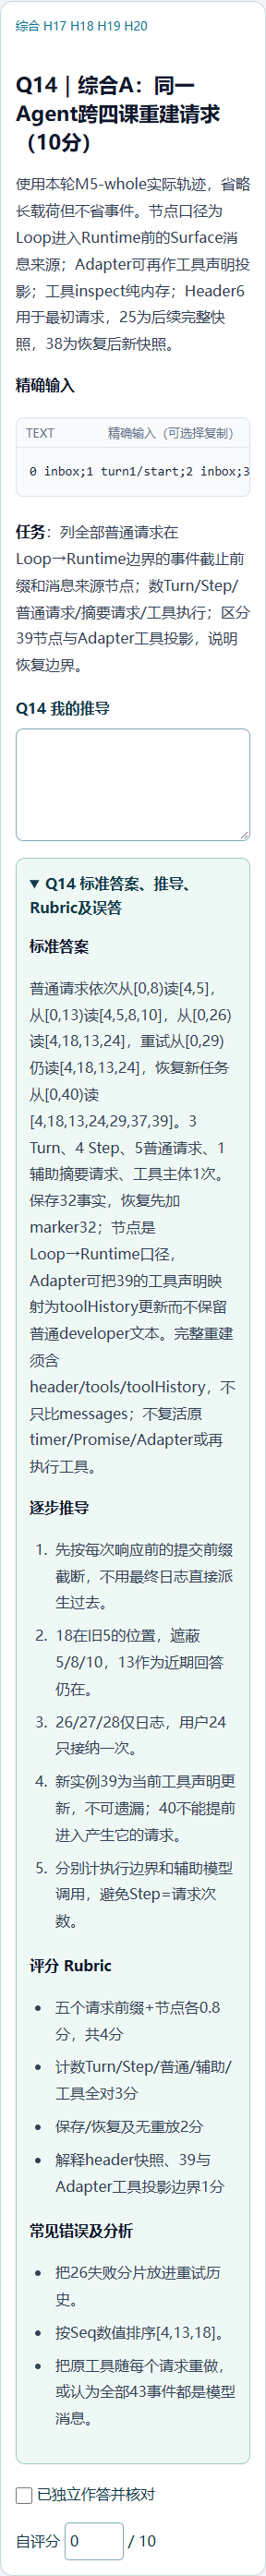 综合 H17 H18 H19 H20
Q14｜综合A：同一
Agent跨四课重建请求
（10分）
使用本轮M5-whole实际轨迹，省略
长载荷但不省事件。节点口径为
Loop进入Runtime前的Surface消
息来源；Adapter可再作工具声明投
影；工具inspect纯内存；Header6
用于最初请求，25为后续完整快
照，38为恢复后新快照。
精确输入
TEXT 精确输入（可选择复制）
0 inbox;1 turn1/start;2 inbox;3
任务：列全部普通请求在
Loop→Runtime边界的事件截止前
缀和消息来源节点；数Turn/Step/
普通请求/摘要请求/工具执行；区分
39节点与Adapter工具投影，说明
恢复边界。
Q14 我的推导
▼ Q14 标准答案、推导、
Rubric及误答
标准答案
普通请求依次从[0,8)读[4,5]，
从[0,13)读[4,5,8,10]，从[0,26)
读[4,18,13,24]，重试从[0,29)
仍读[4,18,13,24]，恢复新任务
从[0,40)读
[4,18,13,24,29,37,39]。3
Turn、4 Step、5普通请求、1
辅助摘要请求、工具主体1次。
保存32事实，恢复先加
marker32；节点是
Loop→Runtime口径，
Adapter可把39的工具声明映
射为toolHistory更新而不保留
普通developer文本。完整重建
须含
header/tools/toolHistory，不
只比messages；不复活原
timer/Promise/Adapter或再
执行工具。
逐步推导
1. 先按每次响应前的提交前缀
截断，不用最终日志直接派
生过去。
2. 18在旧5的位置，遮蔽
5/8/10，13作为近期回答
仍在。
3. 26/27/28仅日志，用户24
只接纳一次。
4. 新实例39为当前工具声明更
新，不可遗漏；40不能提前
进入产生它的请求。
5. 分别计执行边界和辅助模型
调用，避免Step=请求次
数。
评分 Rubric
• 五个请求前缀+节点各0.8
分，共4分
• 计数Turn/Step/普通/辅助/
工具全对3分
• 保存/恢复及无重放2分
• 解释header快照、39与
Adapter工具投影边界1分
常见错误及分析
• 把26失败分片放进重试历
史。
• 按Seq数值排序[4,13,18]。
• 把原工具随每个请求重做，
或认为全部43事件都是模型
消息。
已独立作答并核对
自评分 0 / 10